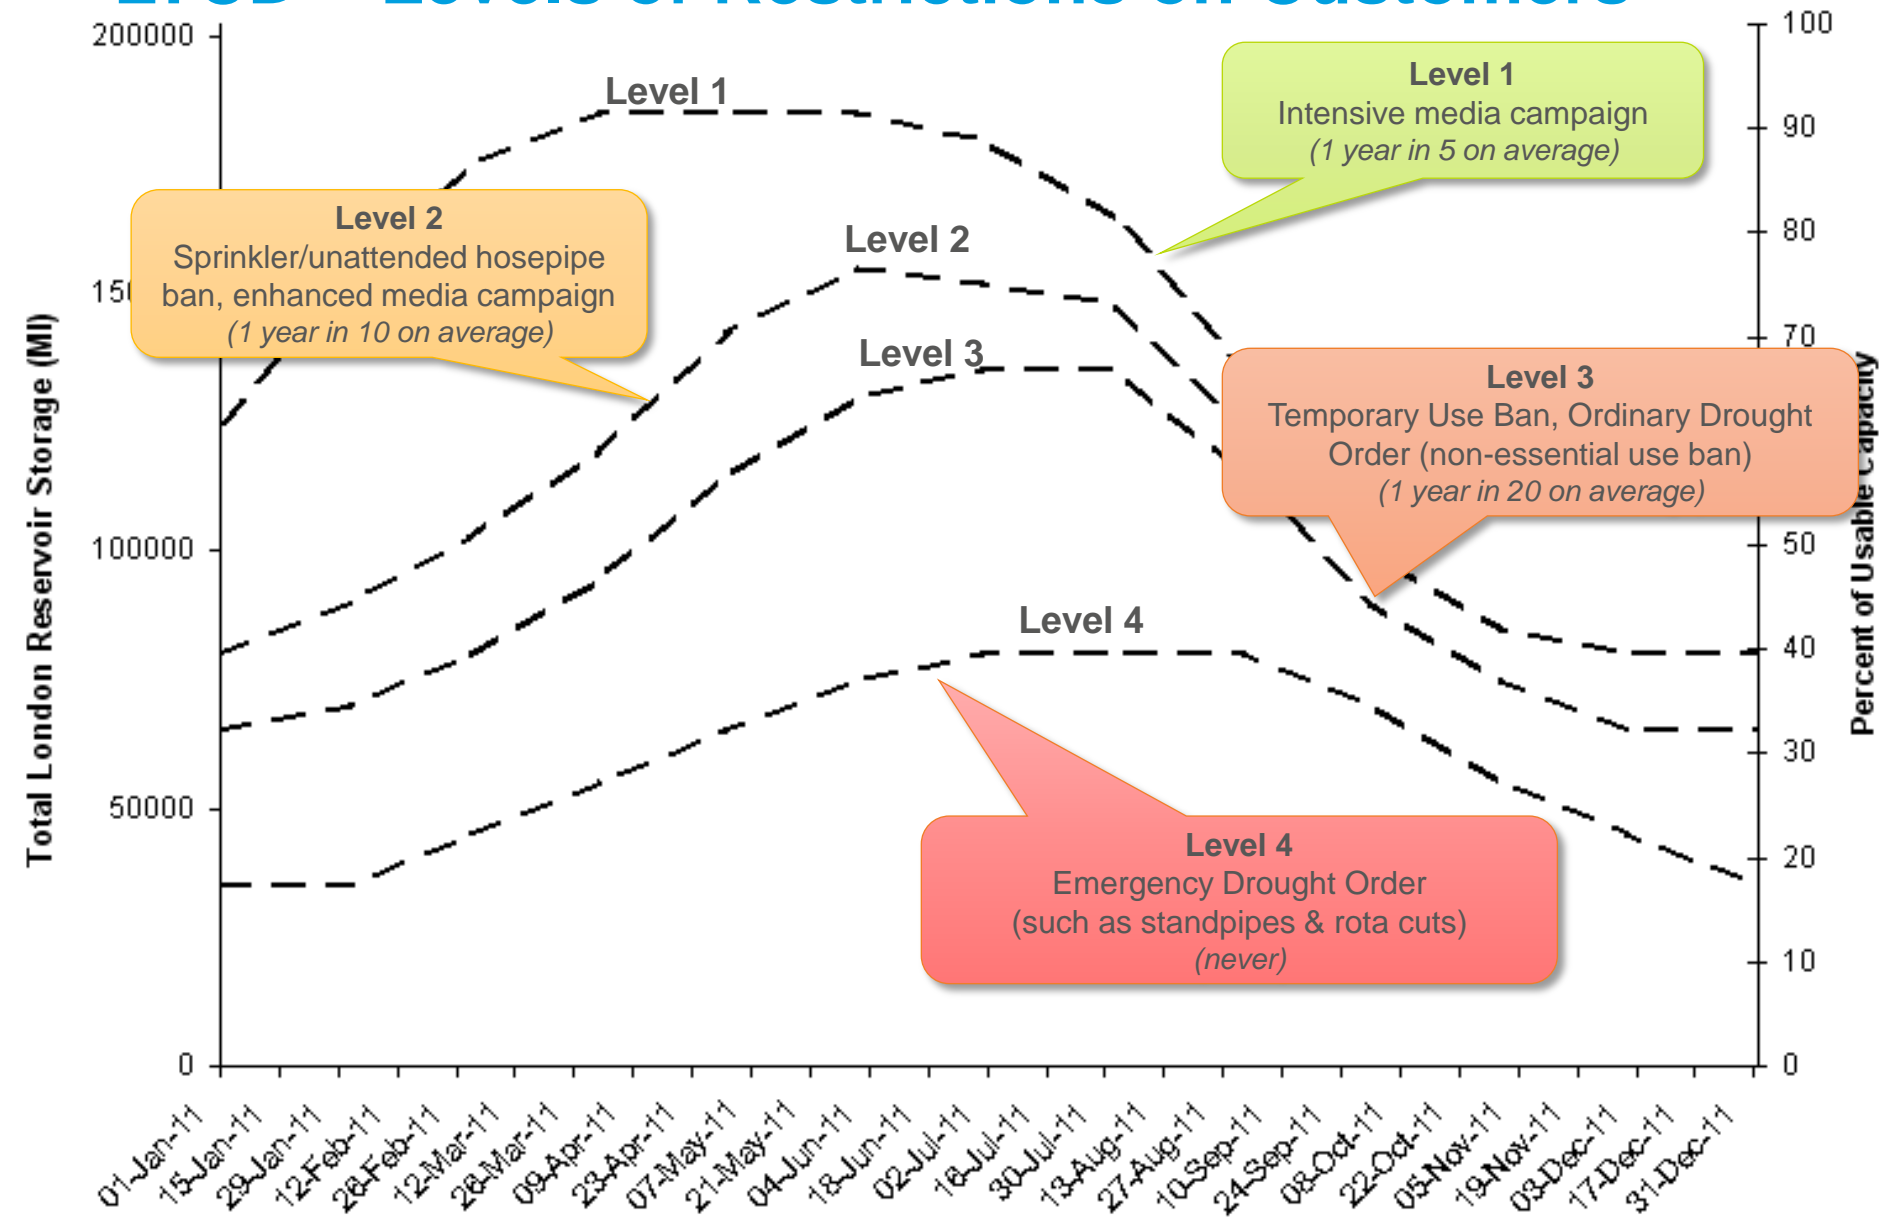 Levels of Restrictions on Customers
200000
100000
50000
0
100
90
80
70
50
40
30
20
10
0
Total London Reservoir Storage (Ml)
Percent of Usable Capacity
Level 1
Level 2
Level 3
Level 4
Level 1
Intensive media campaign
(1 year in 5 on average)
Level 2
Sprinkler/unattended hosepipe
ban, enhanced media campaign
(1 year in 10 on average)
Level 3
Temporary Use Ban, Ordinary Drought
Order (non-essential use ban)
(1 year in 20 on average)
Level 4
Emergency Drought Order
(such as standpipes & rota cuts)
(never)
01-Jan-11
15-Jan-11
29-Jan-11
12-Feb-11
26-Feb-11
12-Mar-11
26-Mar-11
09-Apr-11
23-Apr-11
07-May-11
21-May-11
04-Jun-11
18-Jun-11
02-Jul-11
16-Jul-11
30-Jul-11
13-Aug-11
27-Aug-11
10-Sep-11
24-Sep-11
08-Oct-11
22-Oct-11
05-Nov-11
19-Nov-11
03-Dec-11
17-Dec-11
31-Dec-11